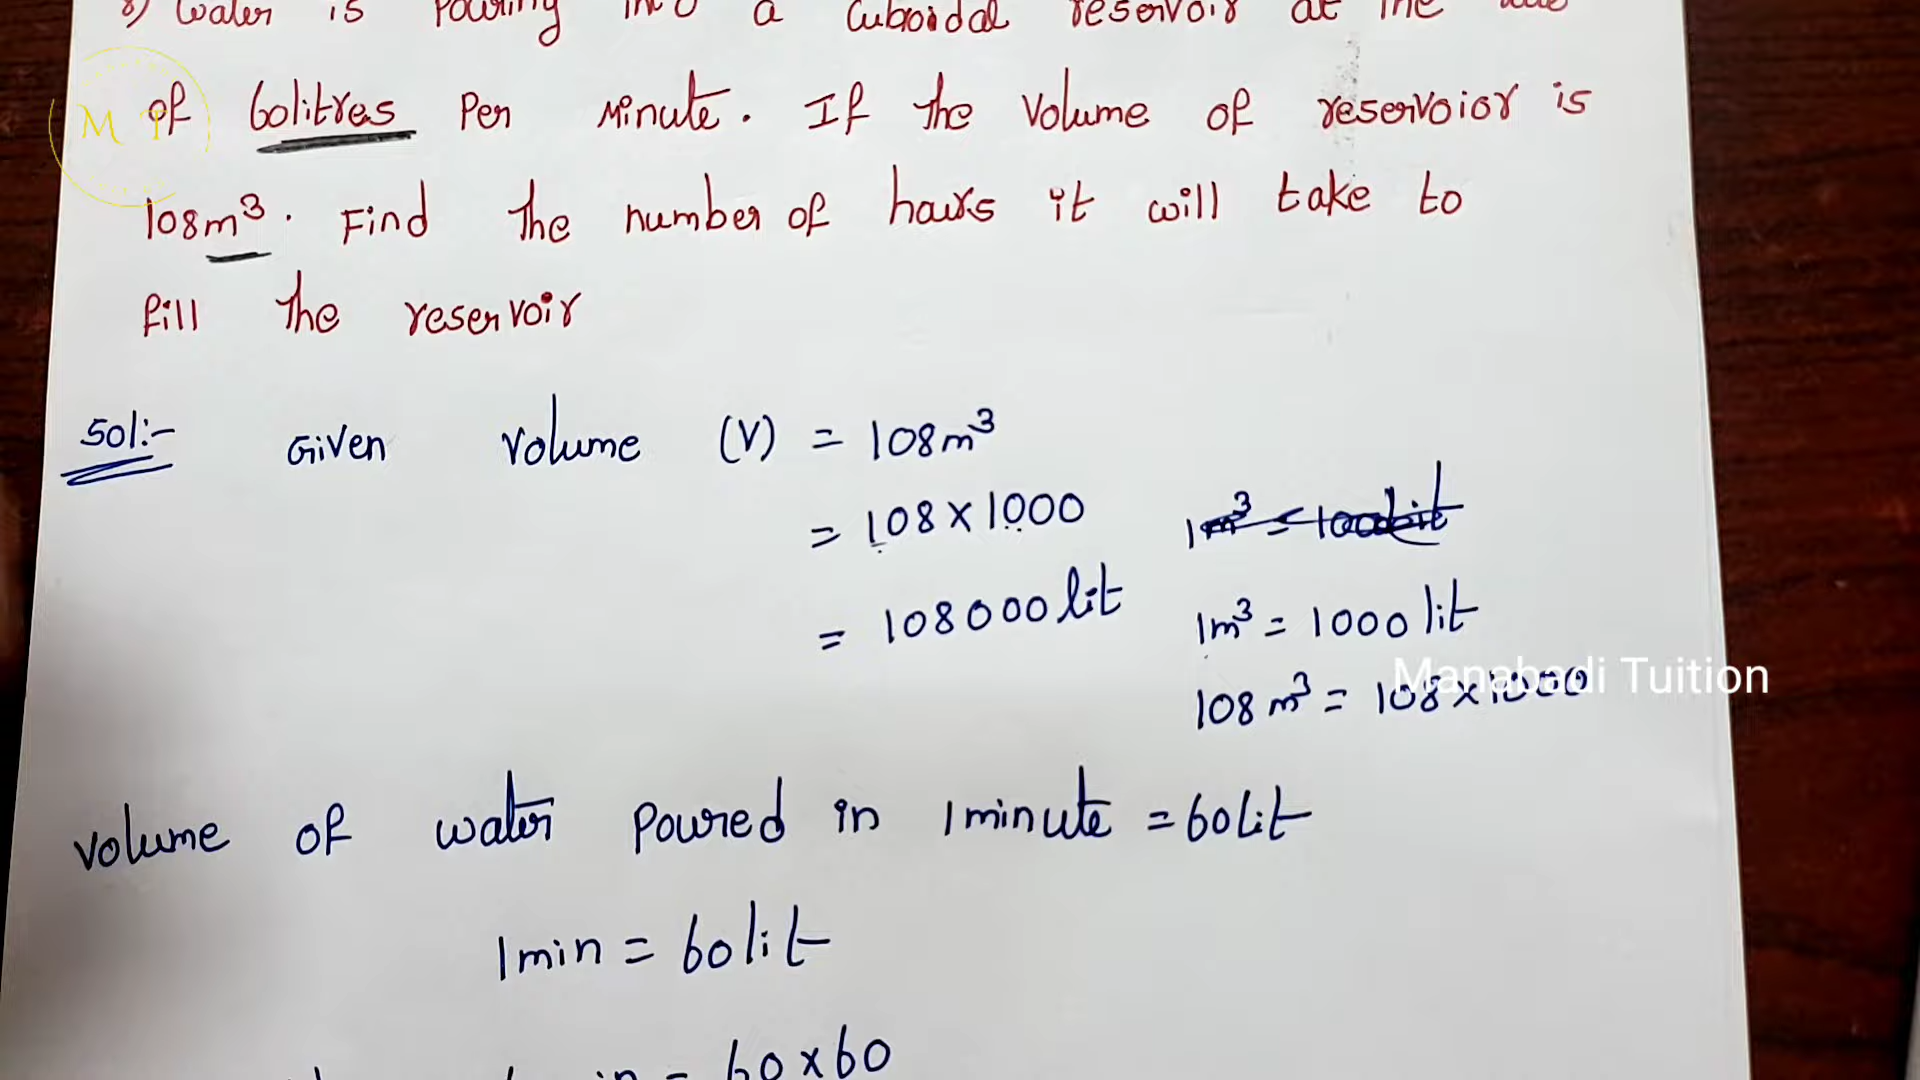 8) Water is Pouring into a Cuboidal reservoir at the rate
of 60litres Per Minute. If the Volume of reservoior is
108m³. Find the number of hours it will take to
fill the reservoir
Sol:- Given Volume (V) = 108m³
= 108×1000
1m³ = 100lit
= 108000 lit
1m³ = 1000 lit
108 m³ = 108×1000
Volume of water Poured in 1minute = 60lit
1min = 60lit
= 60×60
M T
Manabadi Tuition